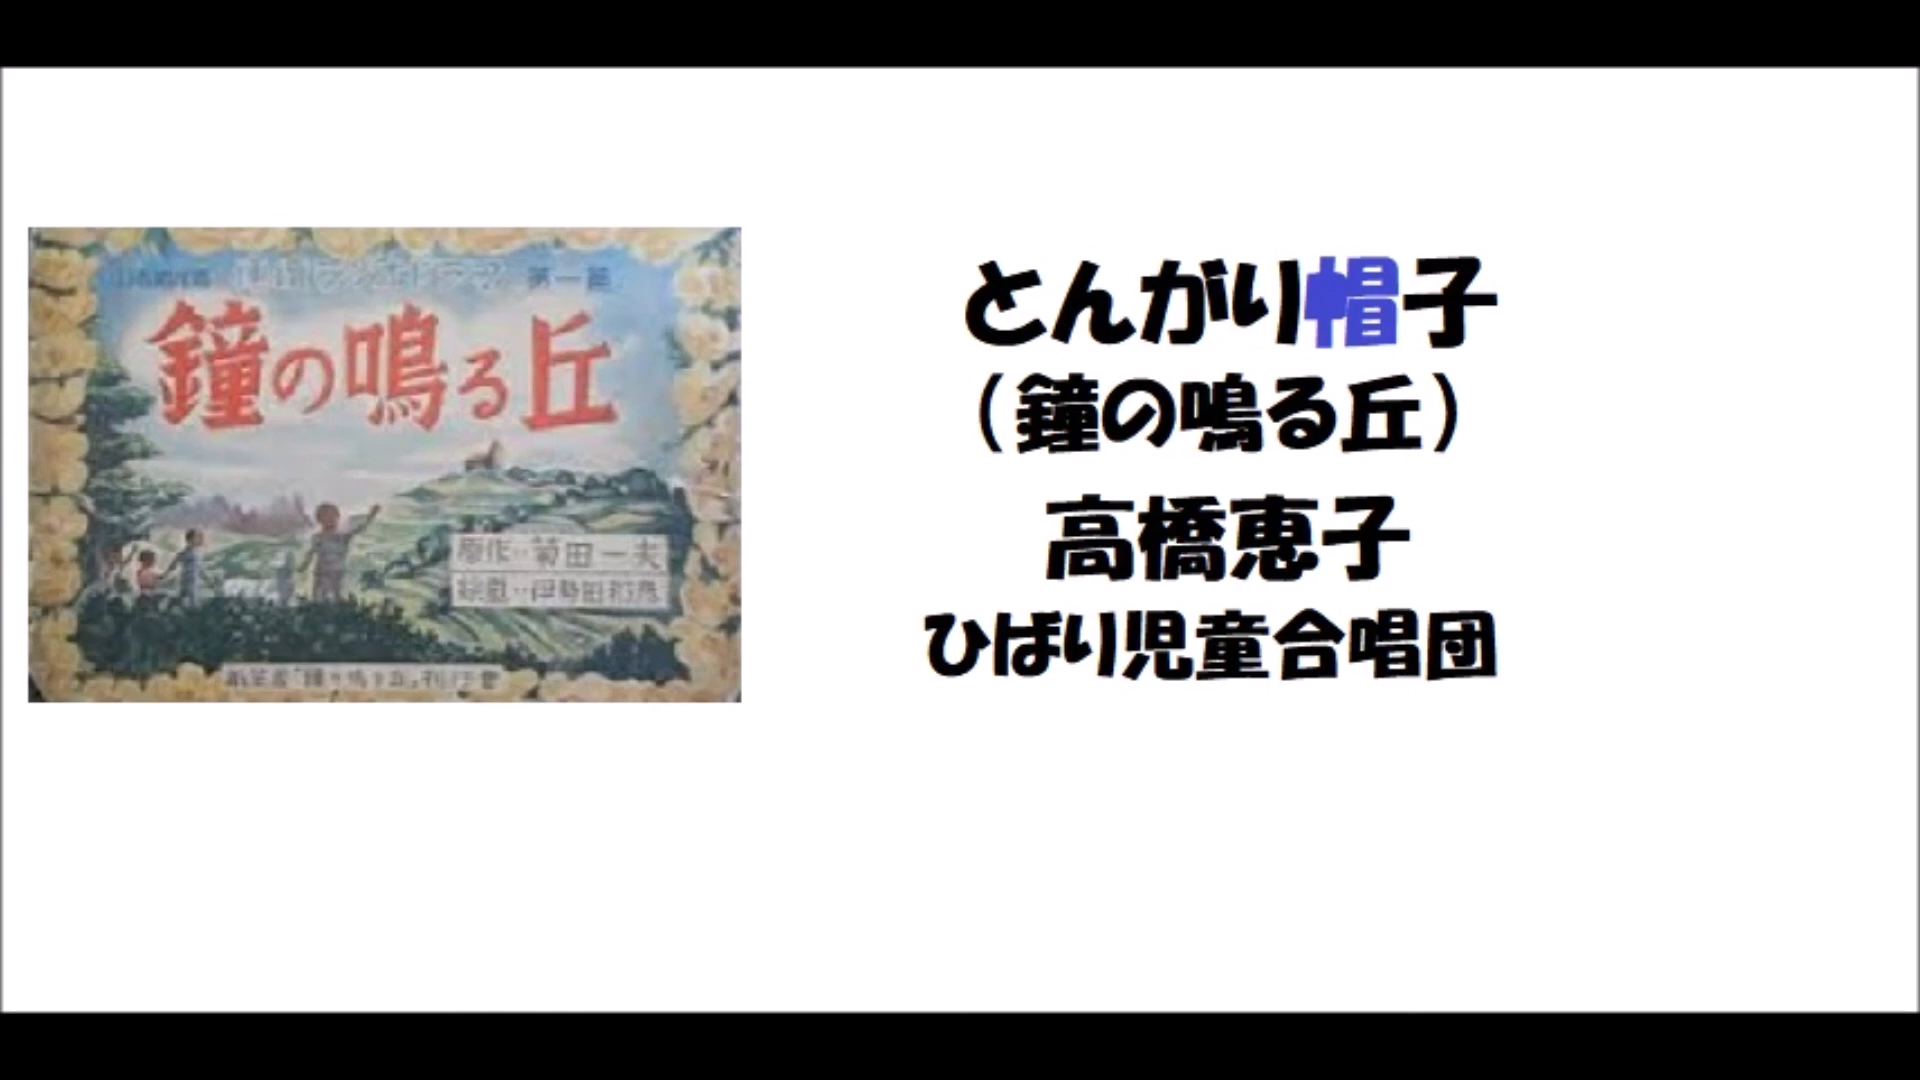 第一篇
鐘の鳴る丘
原作・・菊田一夫
とんがり帽子
（鐘の鳴る丘）
高橋恵子
ひばり児童合唱団